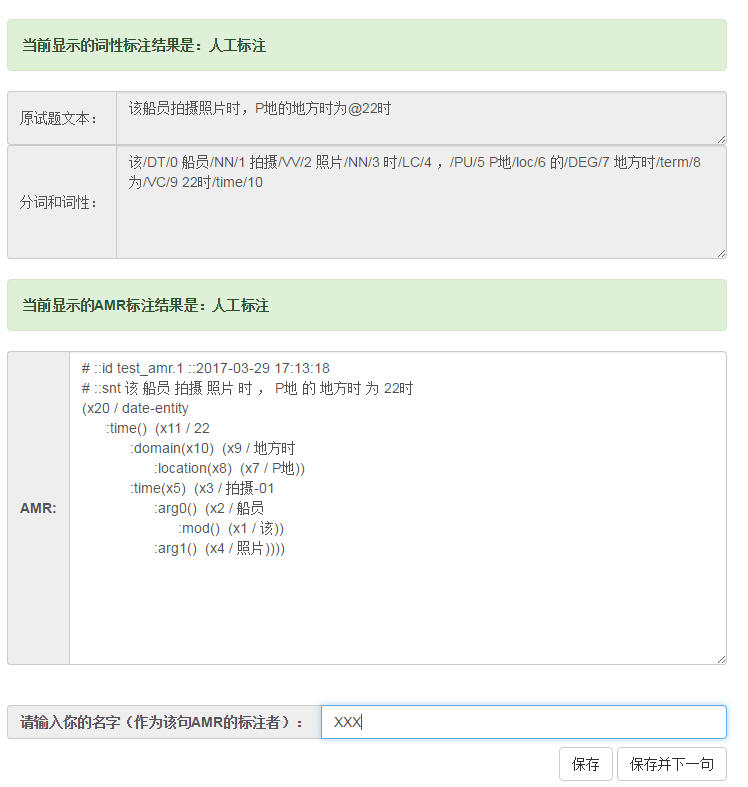 当前显示的词性标注结果是：人工标注
原试题文本：
该船员拍摄照片时，P地的地方时为@22时
分词和词性：
该/DT/0 船员/NN/1 拍摄/VV/2 照片/NN/3 时/LC/4 ，/PU/5 P地/loc/6 的/DEG/7 地方时/term/8
为/VC/9 22时/time/10
当前显示的AMR标注结果是：人工标注
AMR:
# ::id test_amr.1 ::2017-03-29 17:13:18
# ::snt 该 船员 拍摄 照片 时 ， P地 的 地方时 为 22时
(x20 / date-entity
:time() (x11 / 22
:domain(x10) (x9 / 地方时
:location(x8) (x7 / P地))
:time(x5) (x3 / 拍摄-01
:arg0() (x2 / 船员
:mod() (x1 / 该))
:arg1() (x4 / 照片))))
请输入你的名字（作为该句AMR的标注者）：
XXX
保存
保存并下一句